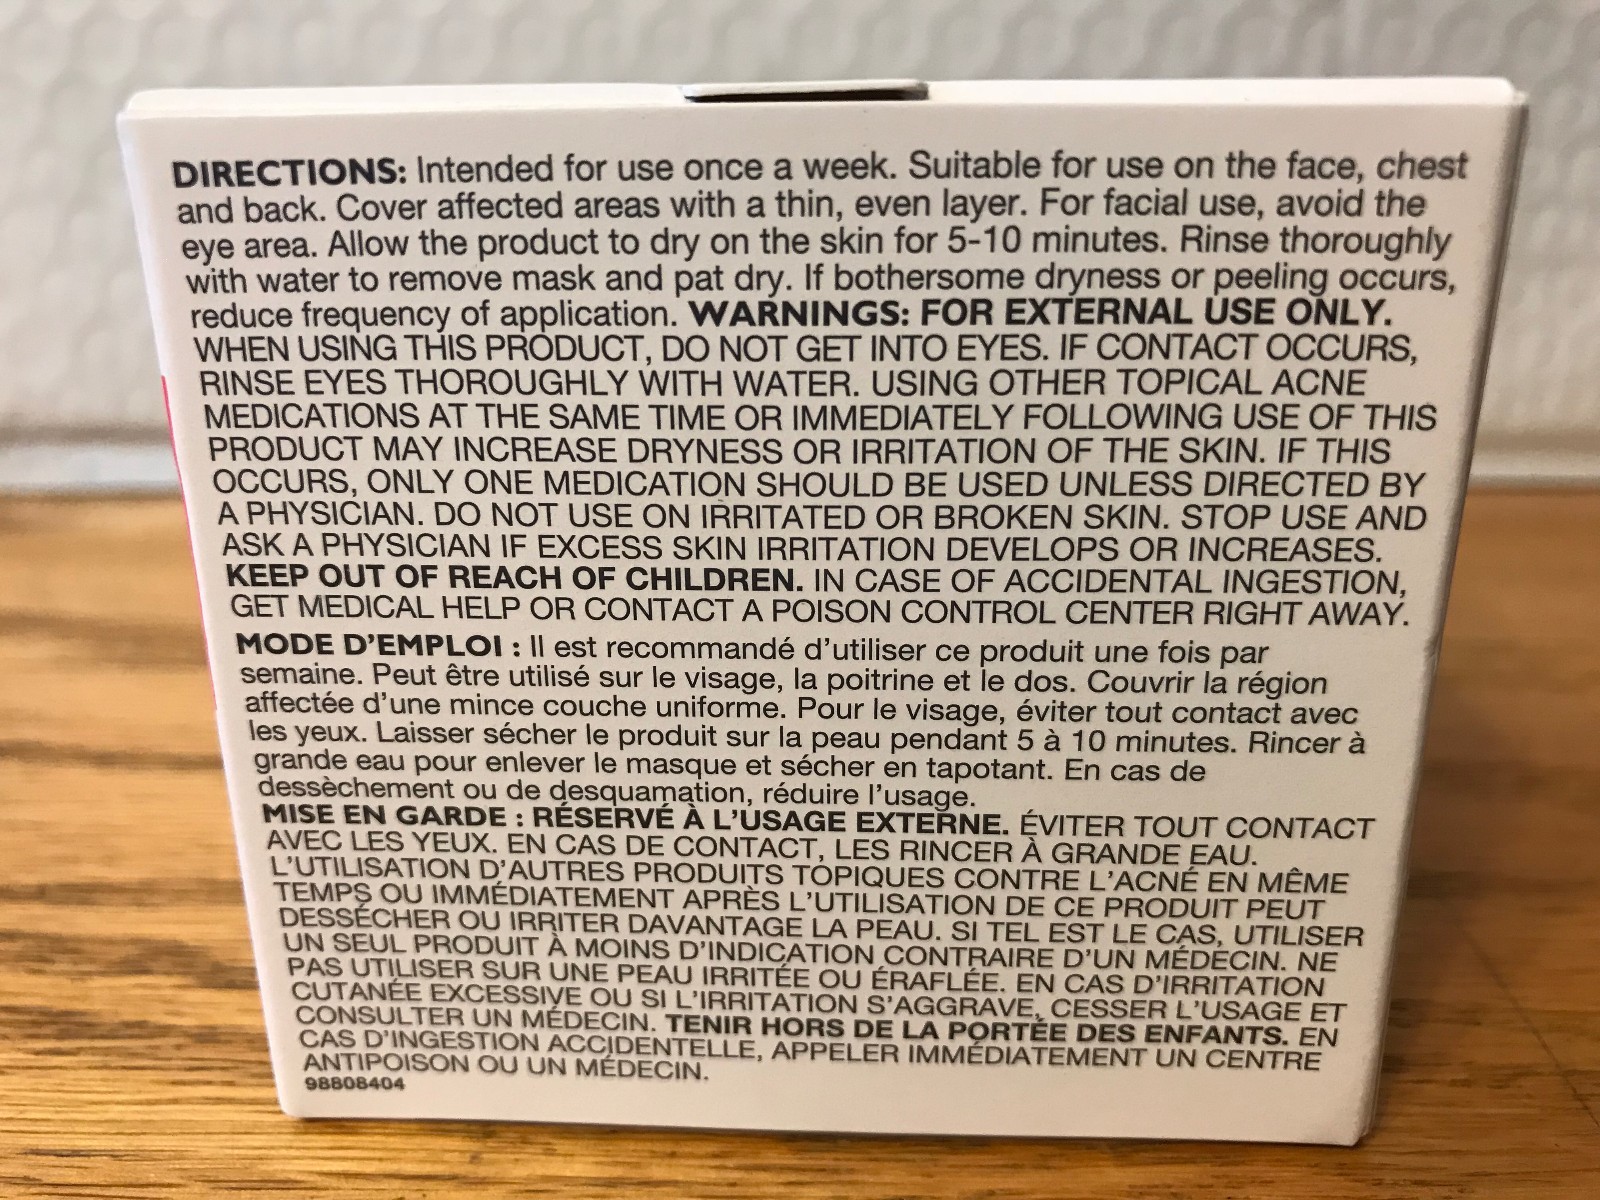 DIRECTIONS: Intended for use once a week. Suitable for use on the face, chest
and back. Cover affected areas with a thin, even layer. For facial use, avoid the
eye area. Allow the product to dry on the skin for 5-10 minutes. Rinse thoroughly
with water to remove mask and pat dry. If bothersome dryness or peeling occurs,
reduce frequency of application. WARNINGS: FOR EXTERNAL USE ONLY.
WHEN USING THIS PRODUCT, DO NOT GET INTO EYES. IF CONTACT OCCURS,
RINSE EYES THOROUGHLY WITH WATER. USING OTHER TOPICAL ACNE
MEDICATIONS AT THE SAME TIME OR IMMEDIATELY FOLLOWING USE OF THIS
PRODUCT MAY INCREASE DRYNESS OR IRRITATION OF THE SKIN. IF THIS
OCCURS, ONLY ONE MEDICATION SHOULD BE USED UNLESS DIRECTED BY
A PHYSICIAN. DO NOT USE ON IRRITATED OR BROKEN SKIN. STOP USE AND
ASK A PHYSICIAN IF EXCESS SKIN IRRITATION DEVELOPS OR INCREASES.
KEEP OUT OF REACH OF CHILDREN. IN CASE OF ACCIDENTAL INGESTION,
GET MEDICAL HELP OR CONTACT A POISON CONTROL CENTER RIGHT AWAY.
MODE D'EMPLOI : Il est recommandé d'utiliser ce produit une fois par
semaine. Peut être utilisé sur le visage, la poitrine et le dos. Couvrir la région
affectée d'une mince couche uniforme. Pour le visage, éviter tout contact avec
les yeux. Laisser sécher le produit sur la peau pendant 5 à 10 minutes. Rincer à
grande eau pour enlever le masque et sécher en tapotant. En cas de
dessèchement ou de desquamation, réduire l'usage.
MISE EN GARDE : RÉSERVÉ À L'USAGE EXTERNE. ÉVITER TOUT CONTACT
AVEC LES YEUX. EN CAS DE CONTACT, LES RINCER À GRANDE EAU.
L'UTILISATION D'AUTRES PRODUITS TOPIQUES CONTRE L'ACNÉ EN MÊME
TEMPS OU IMMÉDIATEMENT APRÈS L'UTILISATION DE CE PRODUIT PEUT
DESSÉCHER OU IRRITER DAVANTAGE LA PEAU. SI TEL EST LE CAS, UTILISER
UN SEUL PRODUIT À MOINS D'INDICATION CONTRAIRE D'UN MÉDECIN. NE
PAS UTILISER SUR UNE PEAU IRRITÉE OU ÉRAFLÉE. EN CAS D'IRRITATION
CUTANÉE EXCESSIVE OU SI L'IRRITATION S'AGGRAVE, CESSER L'USAGE ET
CONSULTER UN MÉDECIN. TENIR HORS DE LA PORTÉE DES ENFANTS. EN
CAS D'INGESTION ACCIDENTELLE, APPELER IMMÉDIATEMENT UN CENTRE
ANTIPOISON OU UN MÉDECIN.
98808404